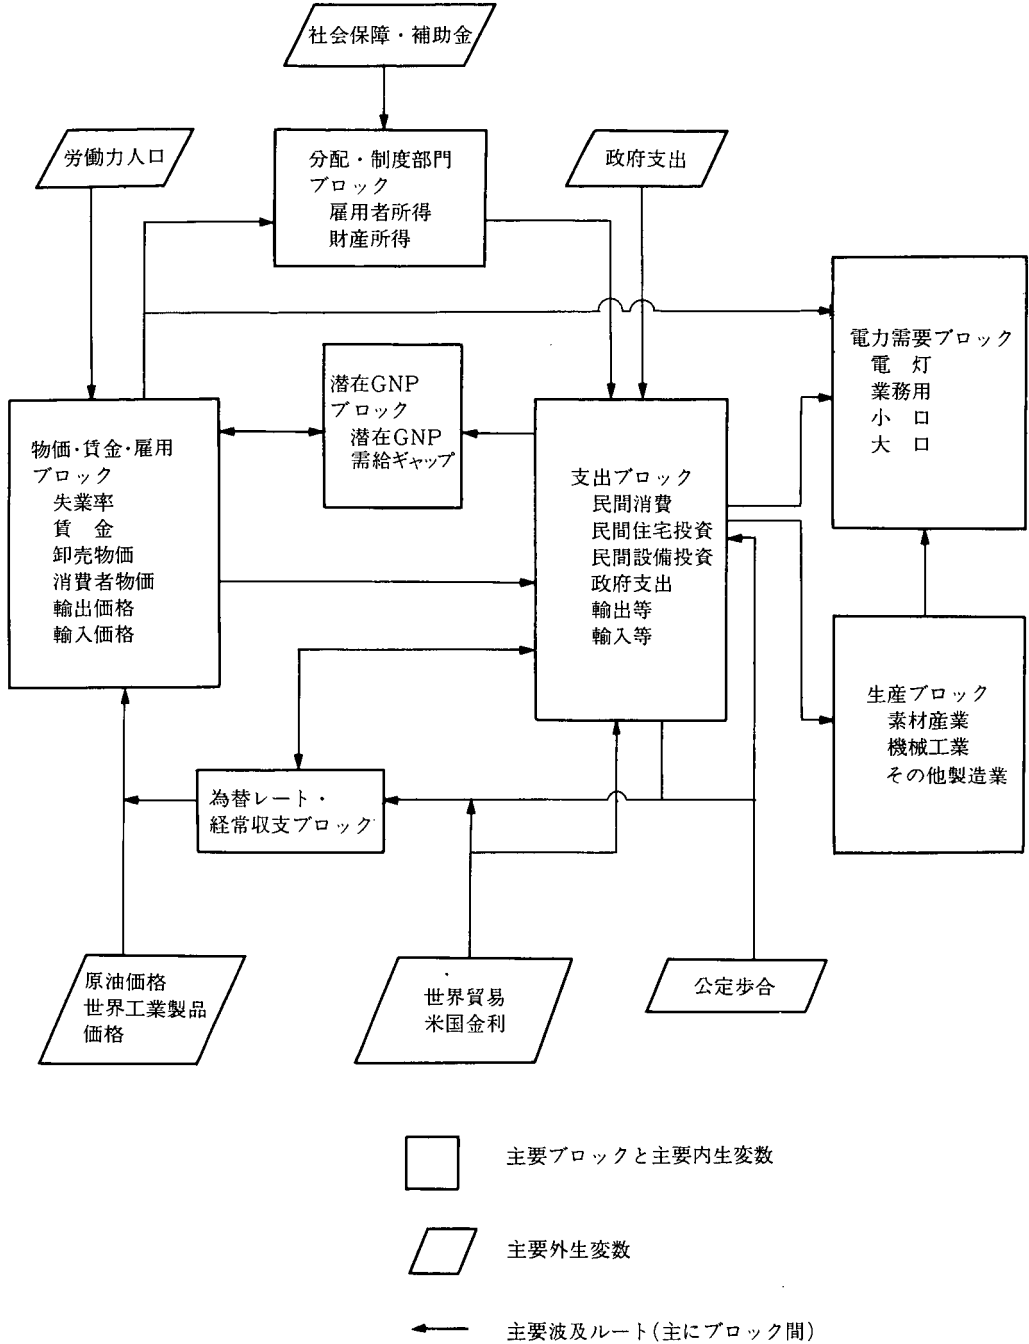 社会保障・補助金
労働力人口
分配・制度部門
ブロック
雇用者所得
財産所得
政府支出
電力需要ブロック
電 灯
業務用
小 口
大 口
潜在GNP
ブロック
潜在GNP
需給ギャップ
物価・賃金・雇用
ブロック
失業率
賃 金
卸売物価
消費者物価
輸出価格
輸入価格
支出ブロック
民間消費
民間住宅投資
民間設備投資
政府支出
輸出等
輸入等
生産ブロック
素材産業
機械工業
その他製造業
為替レート・
経常収支ブロック
原油価格
世界工業製品
価格
世界貿易
米国金利
公定歩合
主要ブロックと主要内生変数
主要外生変数
主要波及ルート(主にブロック間)